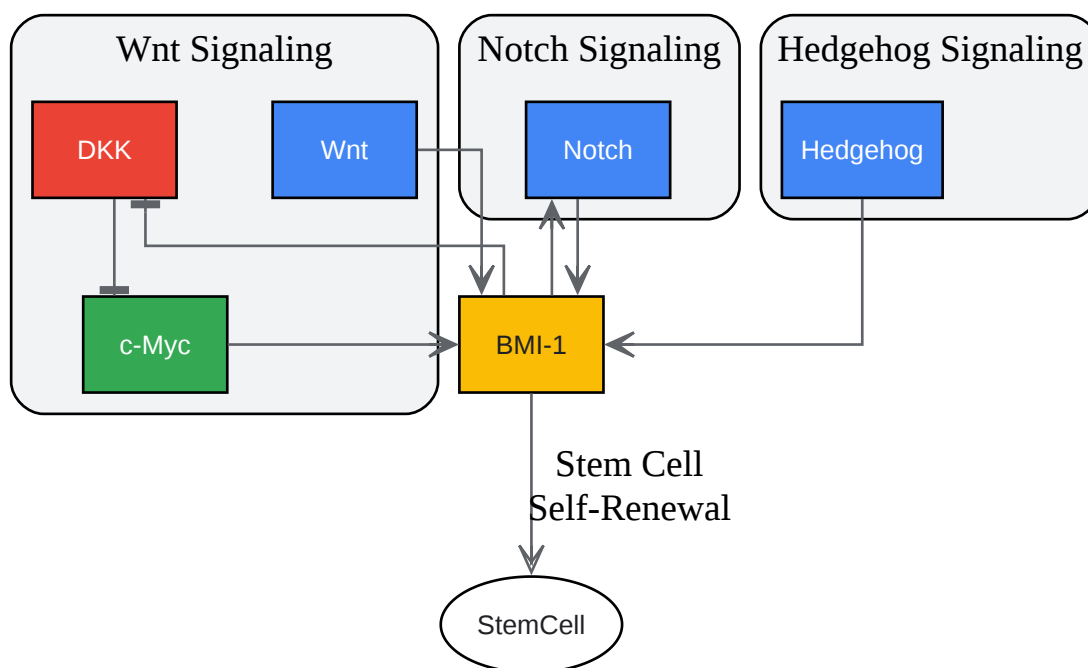 Wnt Signaling
Notch Signaling
Hedgehog Signaling
DKK
Wnt
Notch
Hedgehog
c-Myc
BMI-1
Stem Cell
Self-Renewal
StemCell